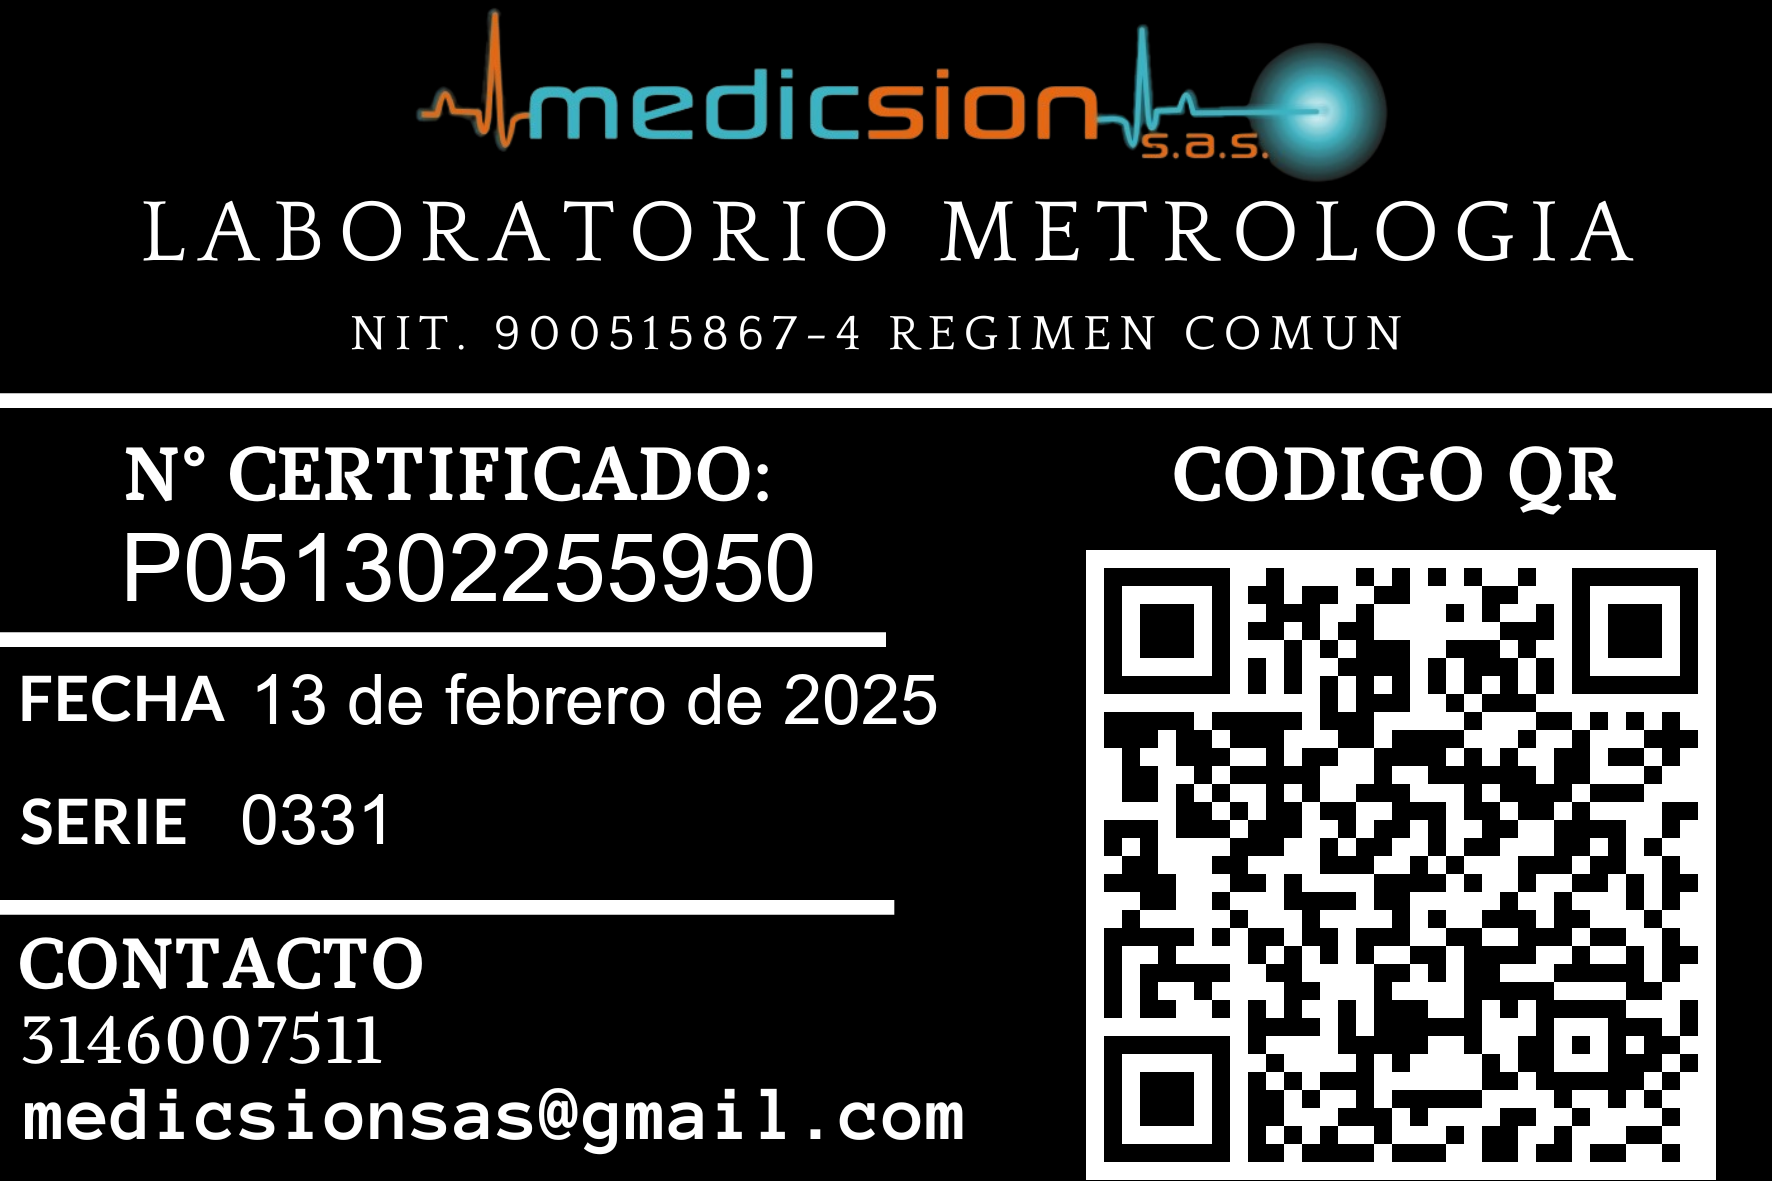 medicsion
s.a.s.
LABORATORIO METROLOGIA
NIT. 900515867-4 REGIMEN COMUN
N° CERTIFICADO:
P051302255950
CODIGO QR
FECHA 13 de febrero de 2025
SERIE 0331
CONTACTO
3146007511
medicsionsas@gmail.com